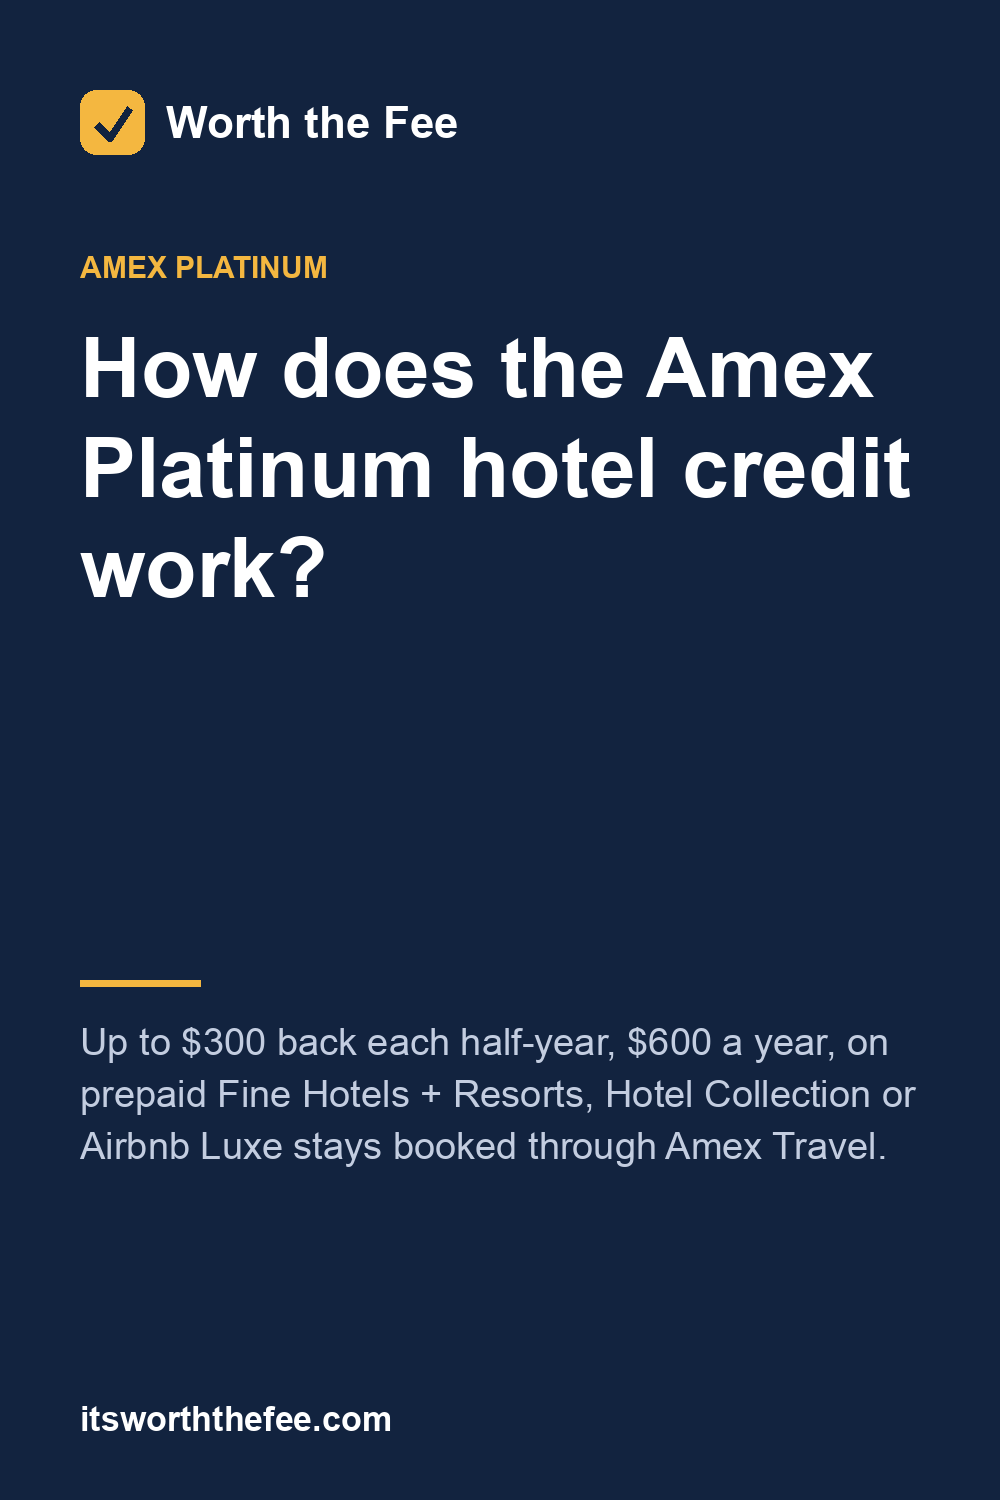 Worth the Fee
AMEX PLATINUM
How does the Amex
Platinum hotel credit
work?
Up to $300 back each half-year, $600 a year, on
prepaid Fine Hotels + Resorts, Hotel Collection or
Airbnb Luxe stays booked through Amex Travel.
itsworththefee.com